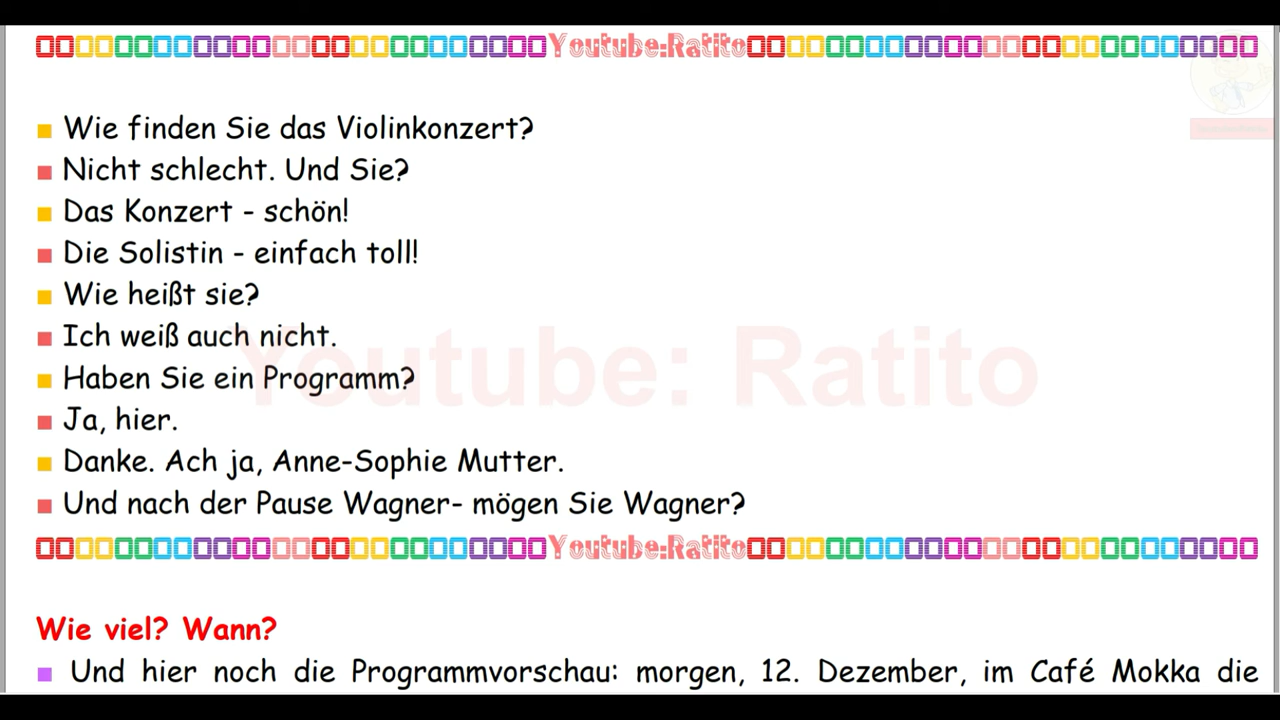 Youtube:Ratito
Wie finden Sie das Violinkonzert?
Nicht schlecht. Und Sie?
Das Konzert - schön!
Die Solistin - einfach toll!
Wie heißt sie?
Ich weiß auch nicht.
Youtube: Ratito
Haben Sie ein Programm?
Ja, hier.
Danke. Ach ja, Anne-Sophie Mutter.
Und nach der Pause Wagner- mögen Sie Wagner?
Youtube:Ratito
Wie viel? Wann?
Und hier noch die Programmvorschau: morgen, 12. Dezember, im Café Mokka die